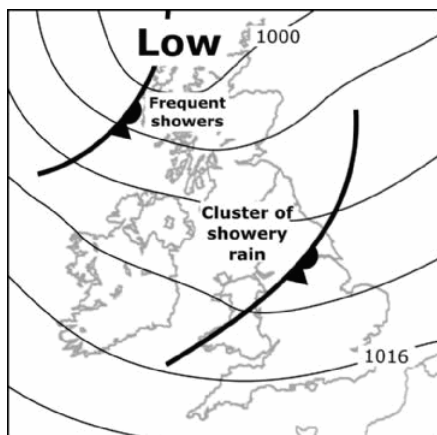 Low
1000
Frequent
showers
Cluster of
showery
rain
1016